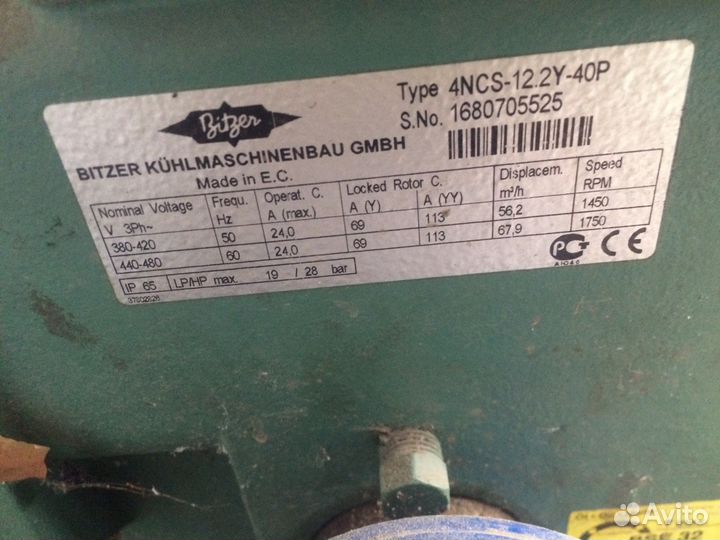 Bitzer
Type 4NCS-12.2Y-40P
S.No. 1680705525
BITZER KÜHLMASCHINENBAU GMBH
Made in E.C.
Nominal Voltage Frequ. Operat. C. Locked Rotor C. Displacem. Speed
V 3Ph~ Hz A (max.) A (Y) A (YY) m³/h RPM
380-420 50 24,0 69 113 56,2 1450
440-480 60 24,0 69 113 67,9 1750
IP 65 LP/HP max. 19 / 28 bar
CE
BSE 32
Avito